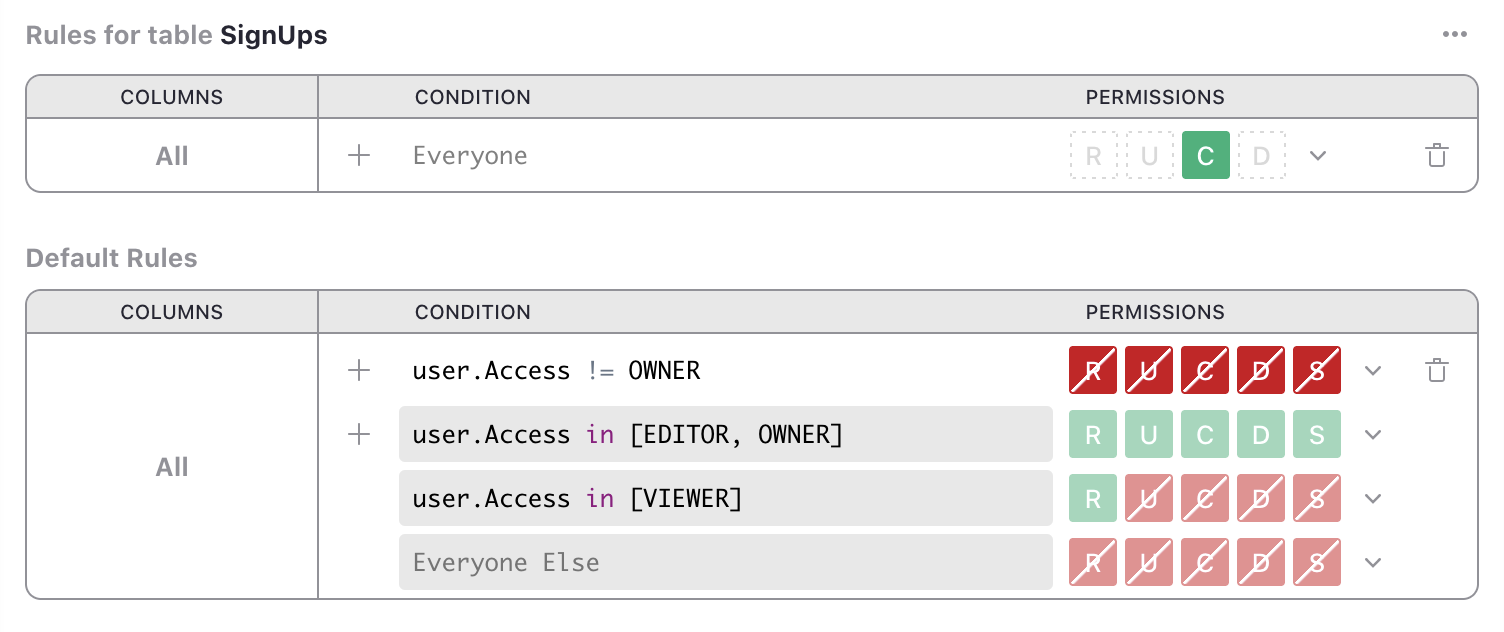 Rules for table SignUps
COLUMNS CONDITION PERMISSIONS
All Everyone R U C D
Default Rules
COLUMNS CONDITION PERMISSIONS
user.Access != OWNER R U C D S
user.Access in [EDITOR, OWNER] R U C D S
All
user.Access in [VIEWER] R U C D S
Everyone Else R U C D S